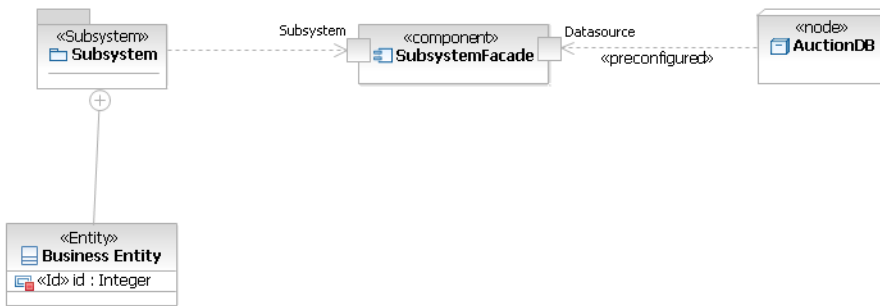 «Subsystem»
Subsystem
Subsystem
«component»
SubsystemFacade
Datasource
«preconfigured»
«node»
AuctionDB
«Entity»
Business Entity
«Id» id : Integer